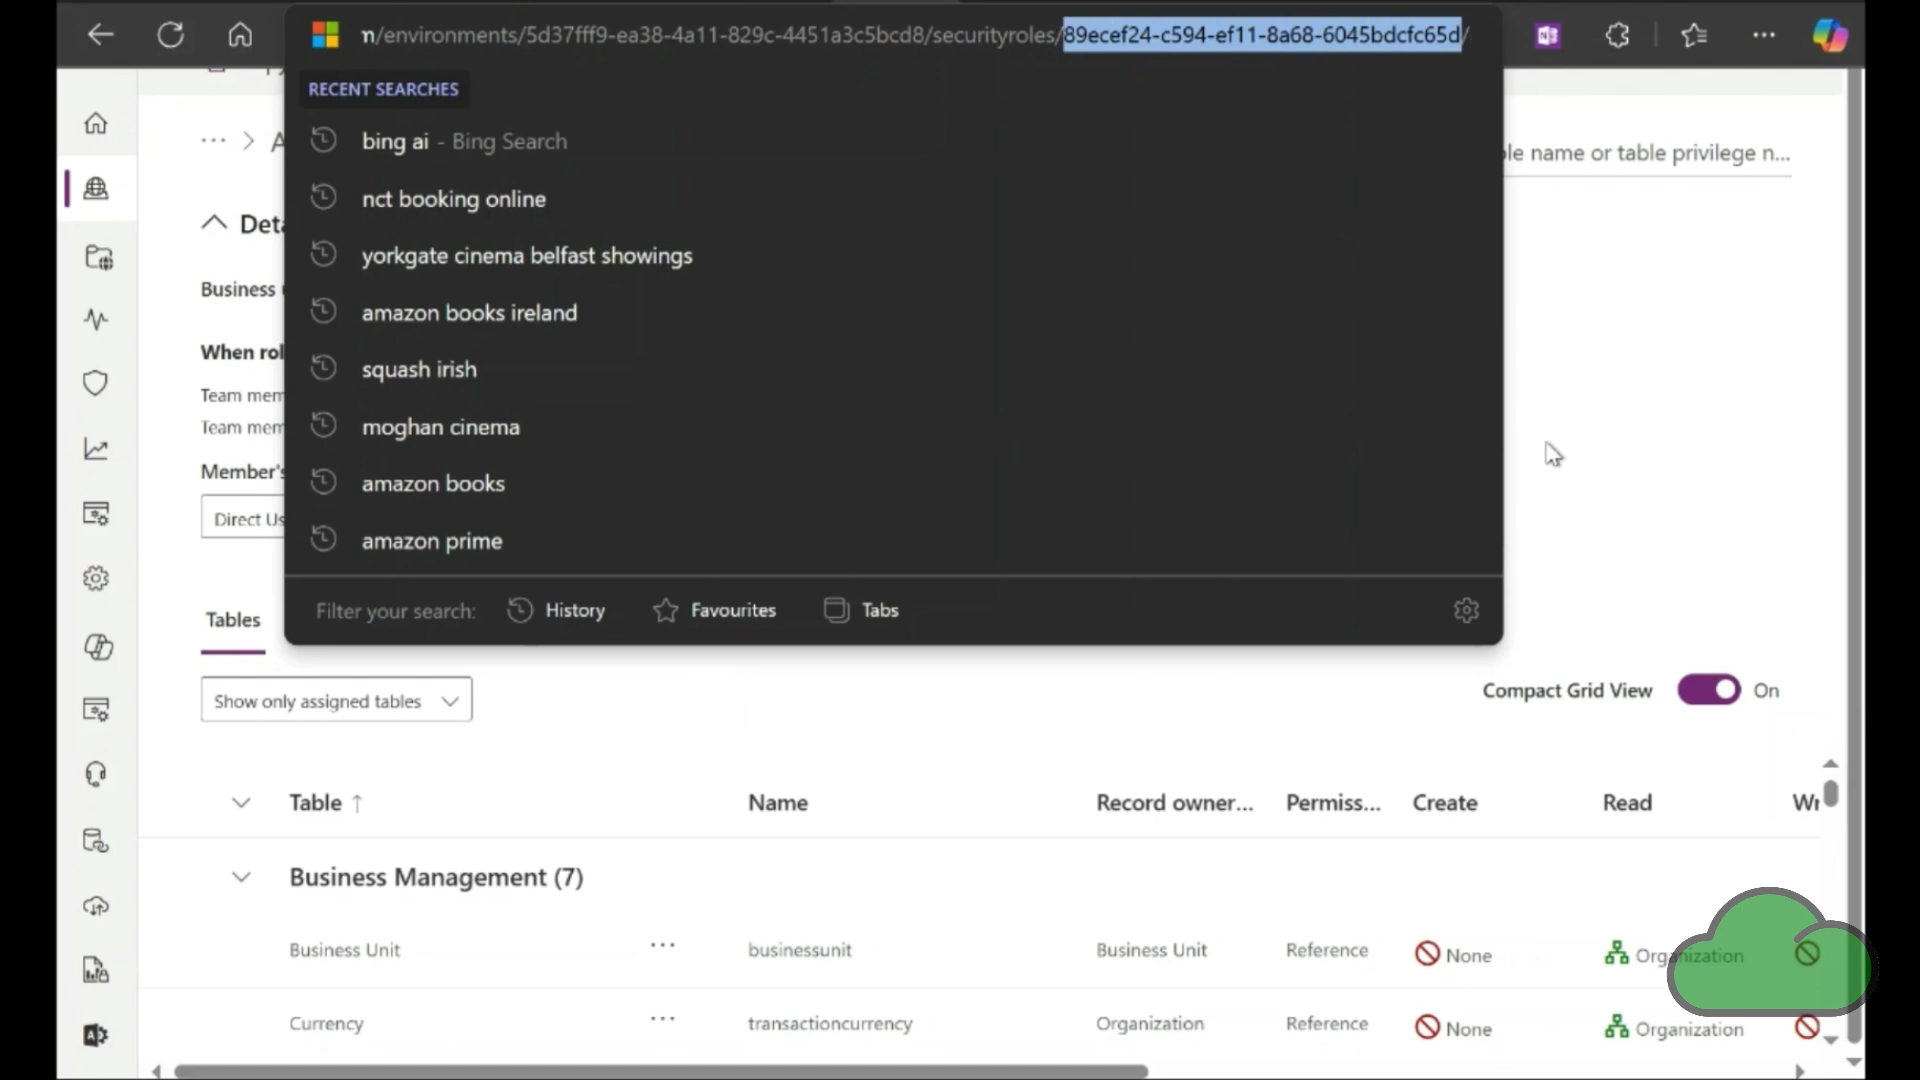 n/environments/5d37fff9-ea38-4a11-829c-4451a3c5bcd8/securityroles/89ecef24-c594-ef11-8a68-6045bdcfc65d/
RECENT SEARCHES
bing ai - Bing Search
nct booking online
yorkgate cinema belfast showings
amazon books ireland
squash irish
moghan cinema
amazon books
amazon prime
Filter your search: History Favourites Tabs
ple name or table privilege n...
Deta
Business u
When rol
Team mem
Team mem
Member's
Direct Us
Tables
Show only assigned tables
Compact Grid View On
Table ↑ Name Record owner... Permiss... Create Read Wr
Business Management (7)
Business Unit ... businessunit Business Unit Reference None Organization
Currency ... transactioncurrency Organization Reference None Organization